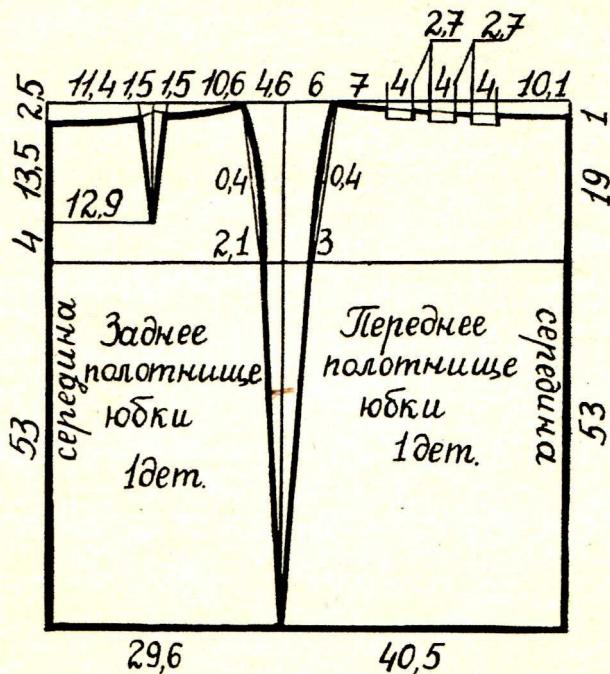 2,7 2,7
11,4 1,5 1,5 10,6 4,6 6 7 4 4 4 10,1
2,5
1
13,5
0,4 0,4
19
12,9
4
2,1 3
середина
Заднее
полотнище
юбки
1дет.
Переднее
полотнище
юбки
1дет.
середина
53
53
29,6 40,5